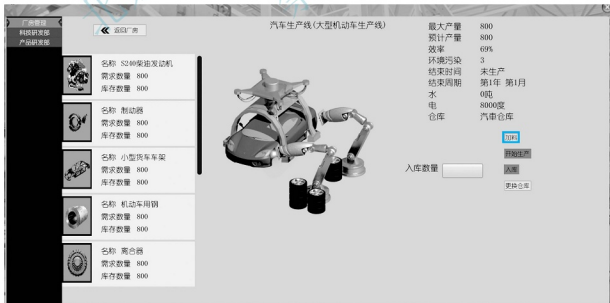 厂房管理
科技研发部
产品研发部
返回厂房
名称 S240柴油发动机
需求数量 800
库存数量 800
名称 制动器
需求数量 800
库存数量 800
名称 小型货车车架
需求数量 800
库存数量 800
名称 机动车用钢
需求数量 800
库存数量 800
名称 离合器
需求数量 800
库存数量 800
汽车生产线(大型机动车生产线)
最大产量 800
预计产量 800
效率 69%
环境污染 3
结束时间 未生产
结束周期 第1年 第1月
水 0吨
电 8000度
仓库 汽車仓库
加料
开始生产
入库数量
入库
更换仓库